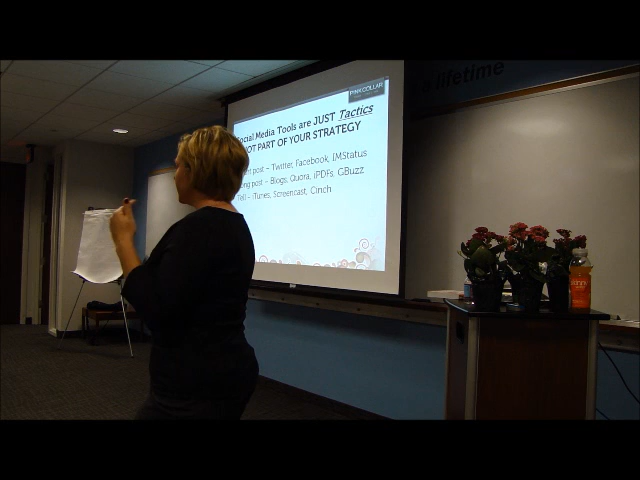 a lifetime
PINK COLLAR
Social Media Tools are JUST Tactics
NOT PART OF YOUR STRATEGY
post – Twitter, Facebook, IMStatus
post – Blogs, Quora, iPDFs, GBuzz
Tell – iTunes, Screencast, Cinch